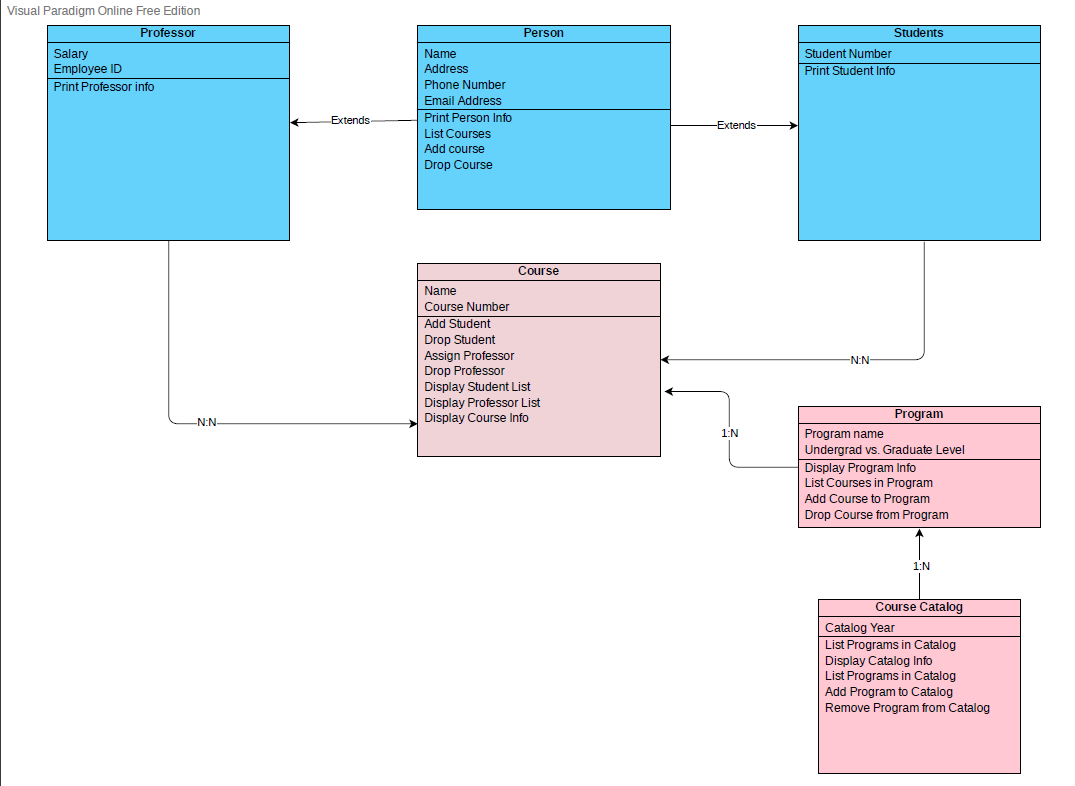 Visual Paradigm Online Free Edition
Professor
Salary
Employee ID
Print Professor info
Extends
Person
Name
Address
Phone Number
Email Address
Print Person Info
List Courses
Add course
Drop Course
Extends
Students
Student Number
Print Student Info
N:N
Course
Name
Course Number
Add Student
Drop Student
Assign Professor
Drop Professor
Display Student List
Display Professor List
Display Course Info
N:N
1:N
Program
Program name
Undergrad vs. Graduate Level
Display Program Info
List Courses in Program
Add Course to Program
Drop Course from Program
1:N
Course Catalog
Catalog Year
List Programs in Catalog
Display Catalog Info
List Programs in Catalog
Add Program to Catalog
Remove Program from Catalog